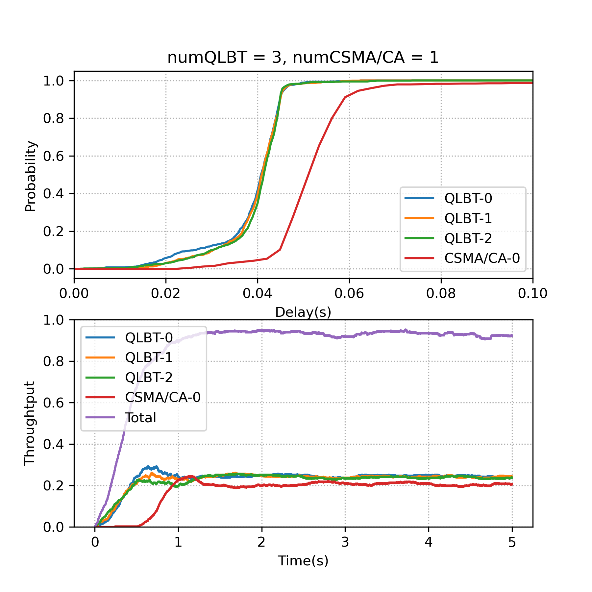 numQLBT = 3, numCSMA/CA = 1
1.0
0.8
0.6
0.4
0.2
0.0
Probability
QLBT-0
QLBT-1
QLBT-2
CSMA/CA-0
0.00 0.02 0.04 0.06 0.08 0.10
Delay(s)
1.0
0.8
0.6
0.4
0.2
0.0
Throughtput
QLBT-0
QLBT-1
QLBT-2
CSMA/CA-0
Total
0 1 2 3 4 5
Time(s)